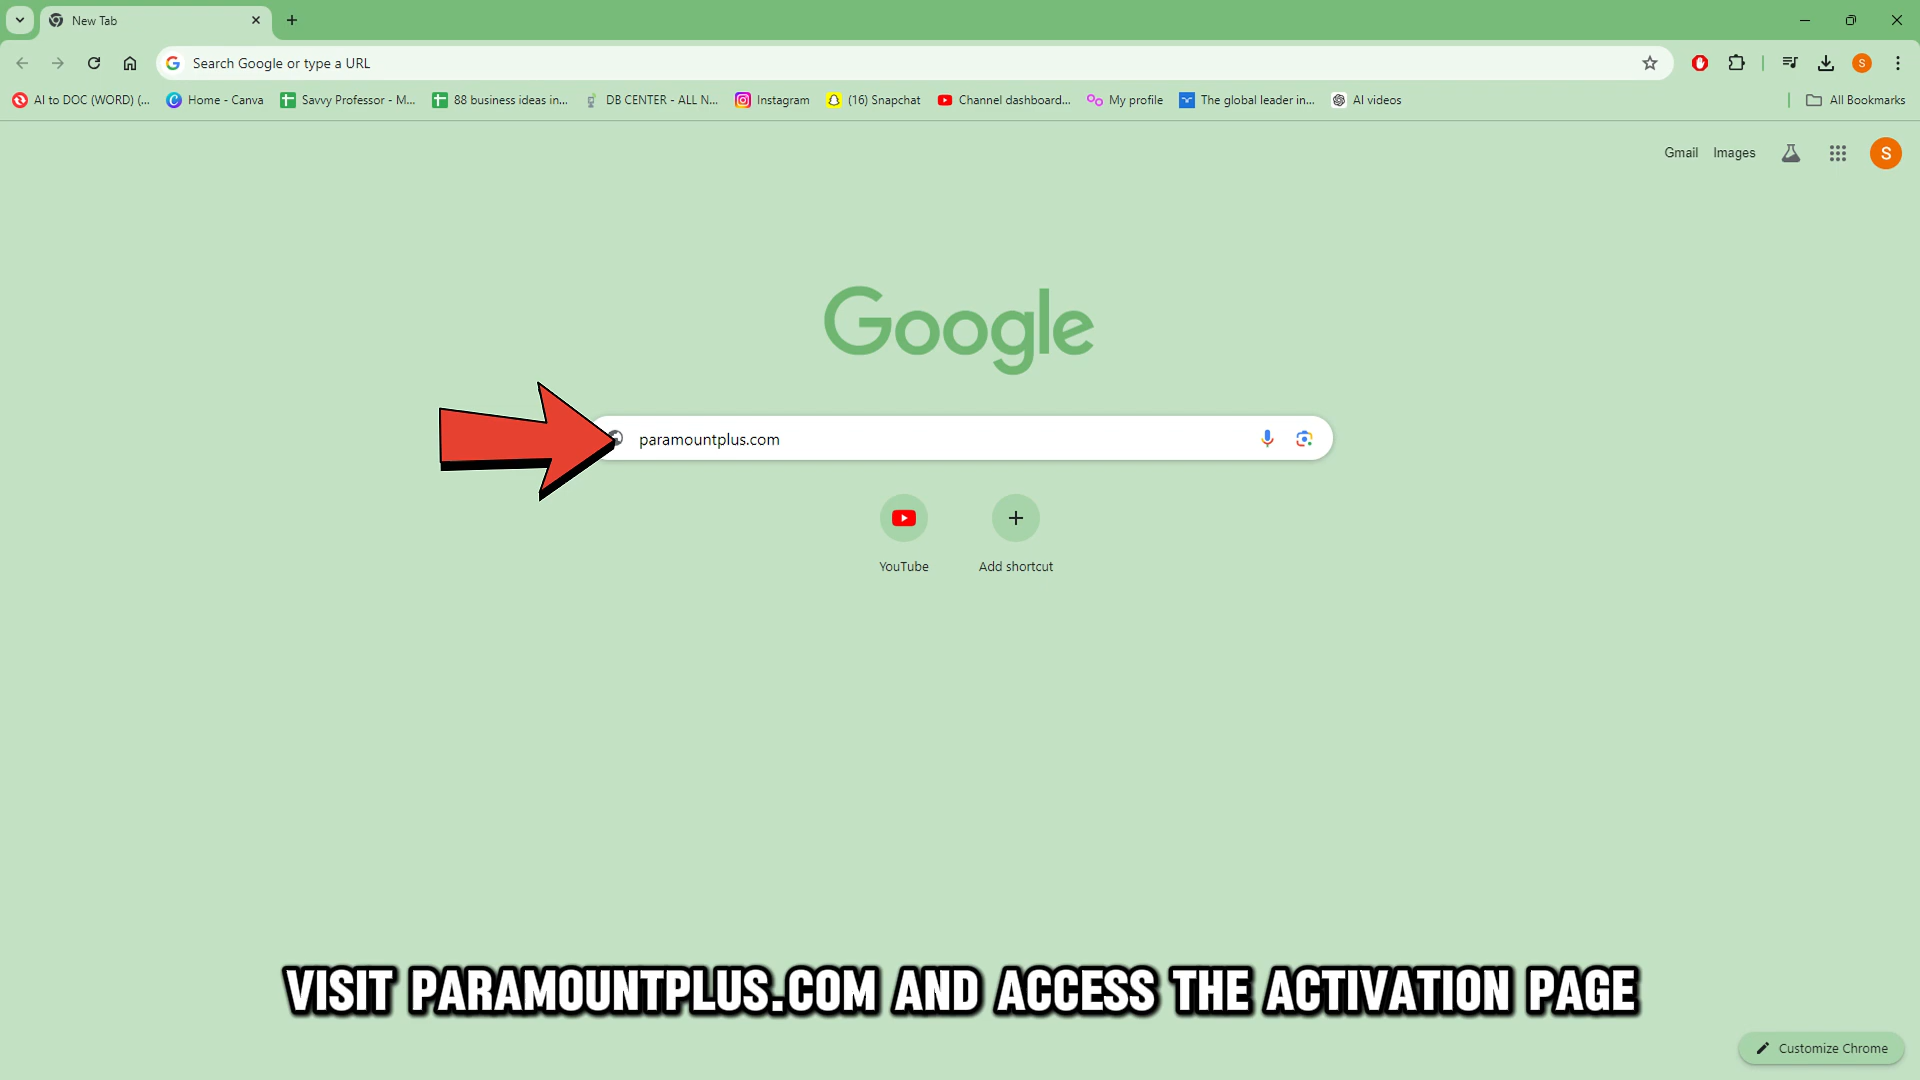 New Tab
Search Google or type a URL
AI to DOC (WORD) (... Home - Canva Savvy Professor - M... 88 business ideas in... DB CENTER - ALL N... Instagram (16) Snapchat Channel dashboard... My profile The global leader in... AI videos All Bookmarks
Gmail Images S
Google
paramountplus.com
YouTube Add shortcut
VISIT PARAMOUNTPLUS.COM AND ACCESS THE ACTIVATION PAGE
Customize Chrome